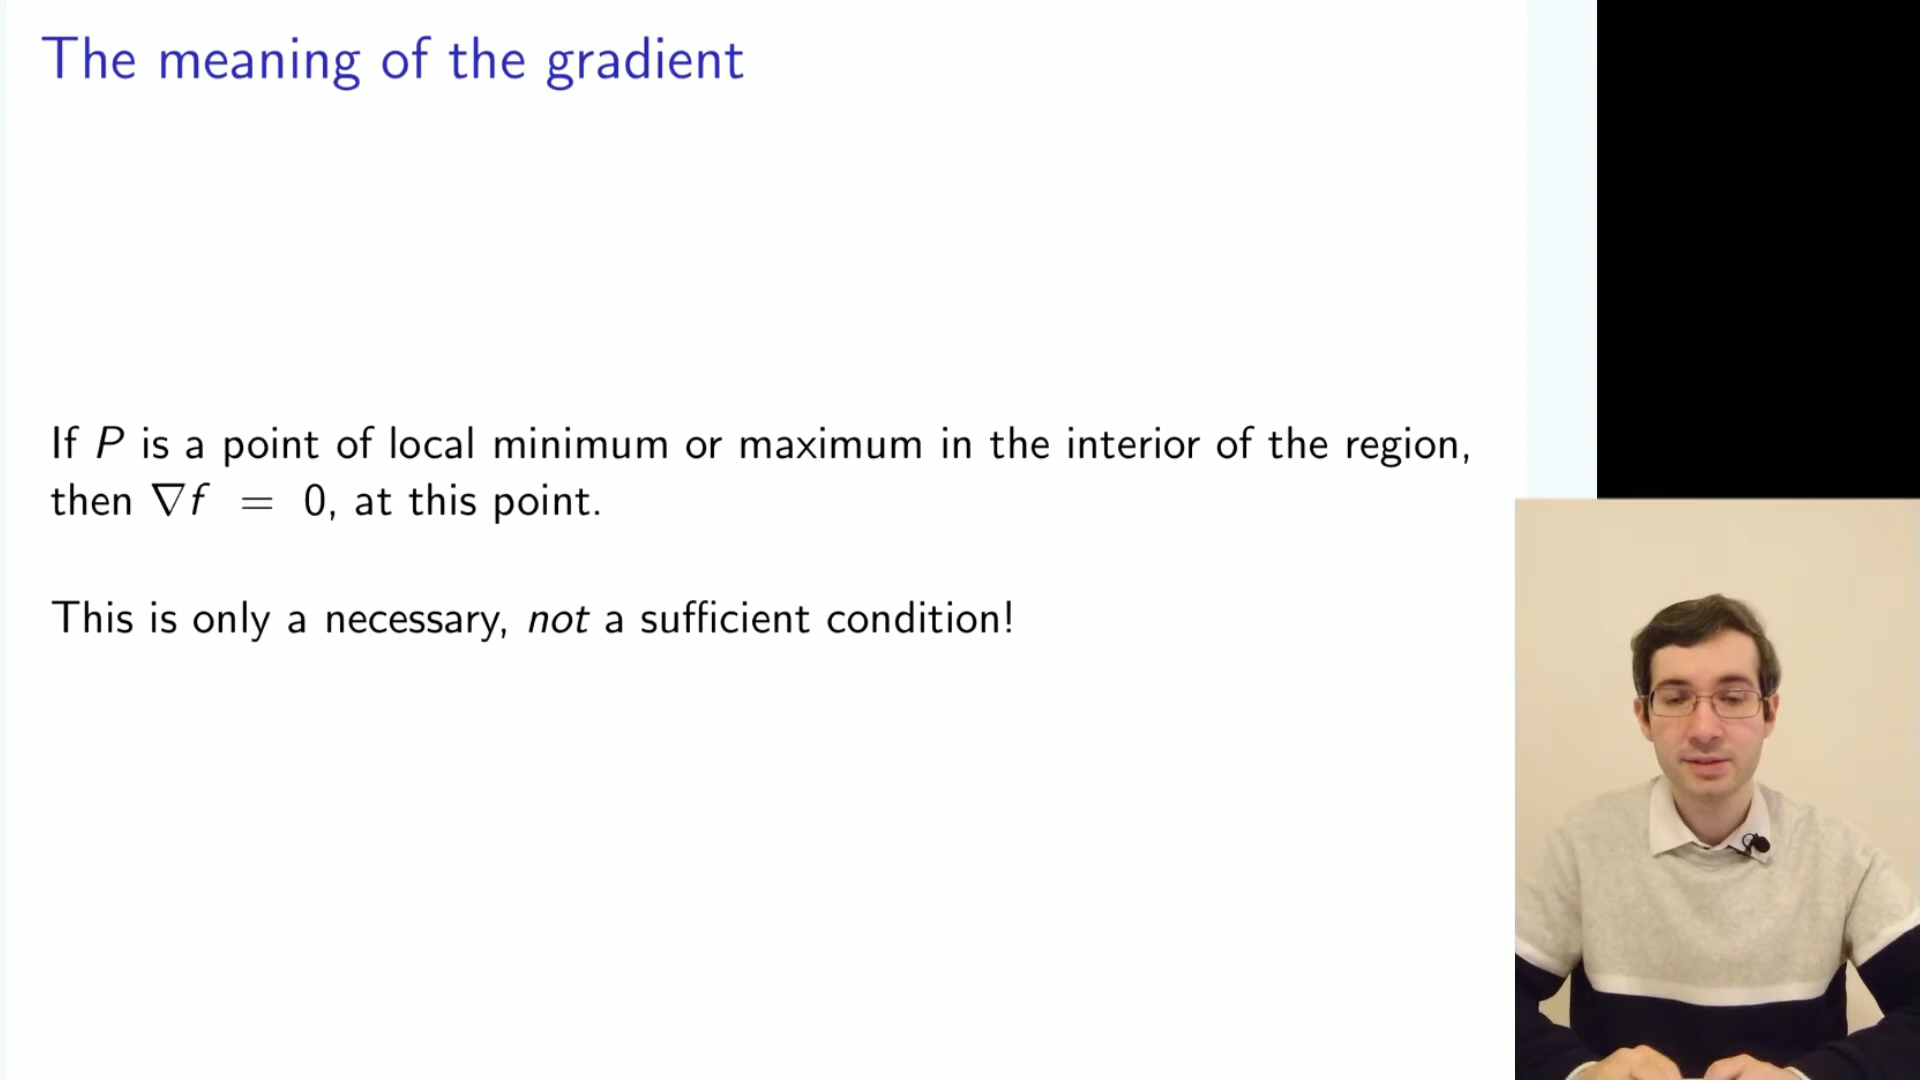 The meaning of the gradient
If P is a point of local minimum or maximum in the interior of the region,
then ∇f = 0, at this point.
This is only a necessary, not a sufficient condition!